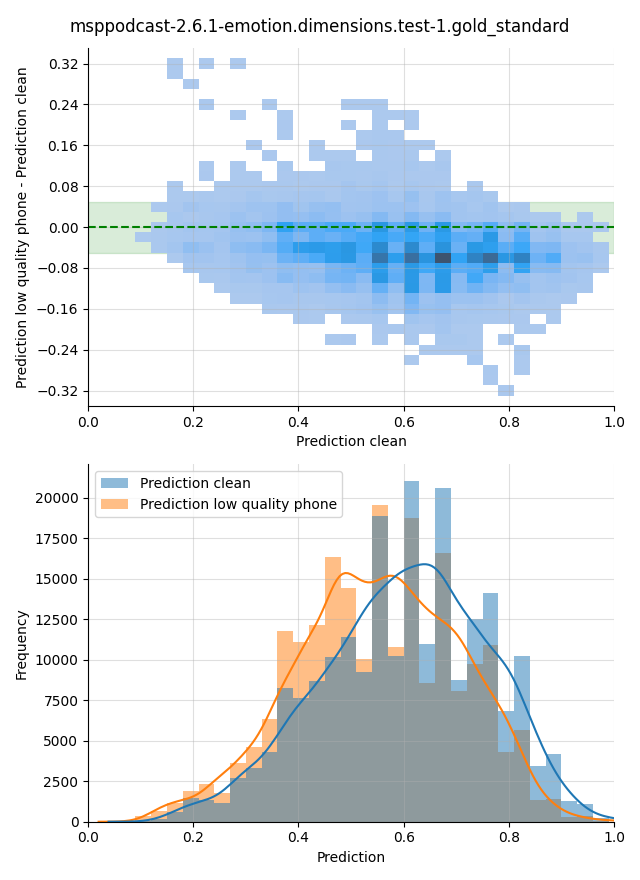 msppodcast-2.6.1-emotion.dimensions.test-1.gold_standard
Prediction low quality phone - Prediction clean
0.32
0.24
0.16
0.08
0.00
−0.08
−0.16
−0.24
−0.32
0.0 0.2 0.4 0.6 0.8 1.0
Prediction clean
Prediction clean
Prediction low quality phone
Frequency
20000
17500
15000
12500
10000
7500
5000
2500
0
0.0 0.2 0.4 0.6 0.8 1.0
Prediction